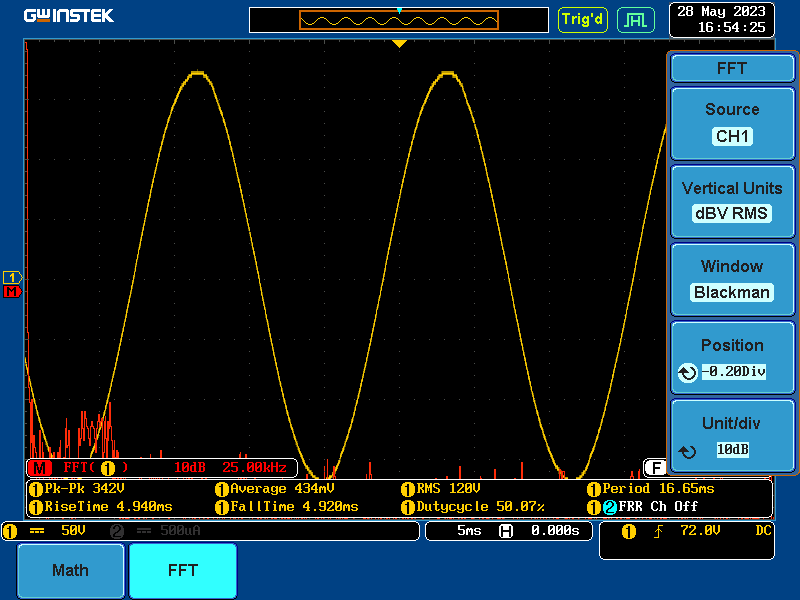 GWINSTEK
Trig'd
28 May 2023
16:54:25
FFT
Source
CH1
Vertical Units
dBV RMS
Window
Blackman
Position
-0.20Div
Unit/div
10dB
1
M
M FFT( 1 ) 10dB 25.00kHz
F
1 Pk-Pk 342V 1 Average 434mV 1 RMS 120V 1 Period 16.65ms
1 RiseTime 4.940ms 1 FallTime 4.920ms 1 Dutycycle 50.07% 1 2 FRR Ch Off
1 50V 2 500uA 5ms H 0.000s 1 72.0V DC
Math FFT